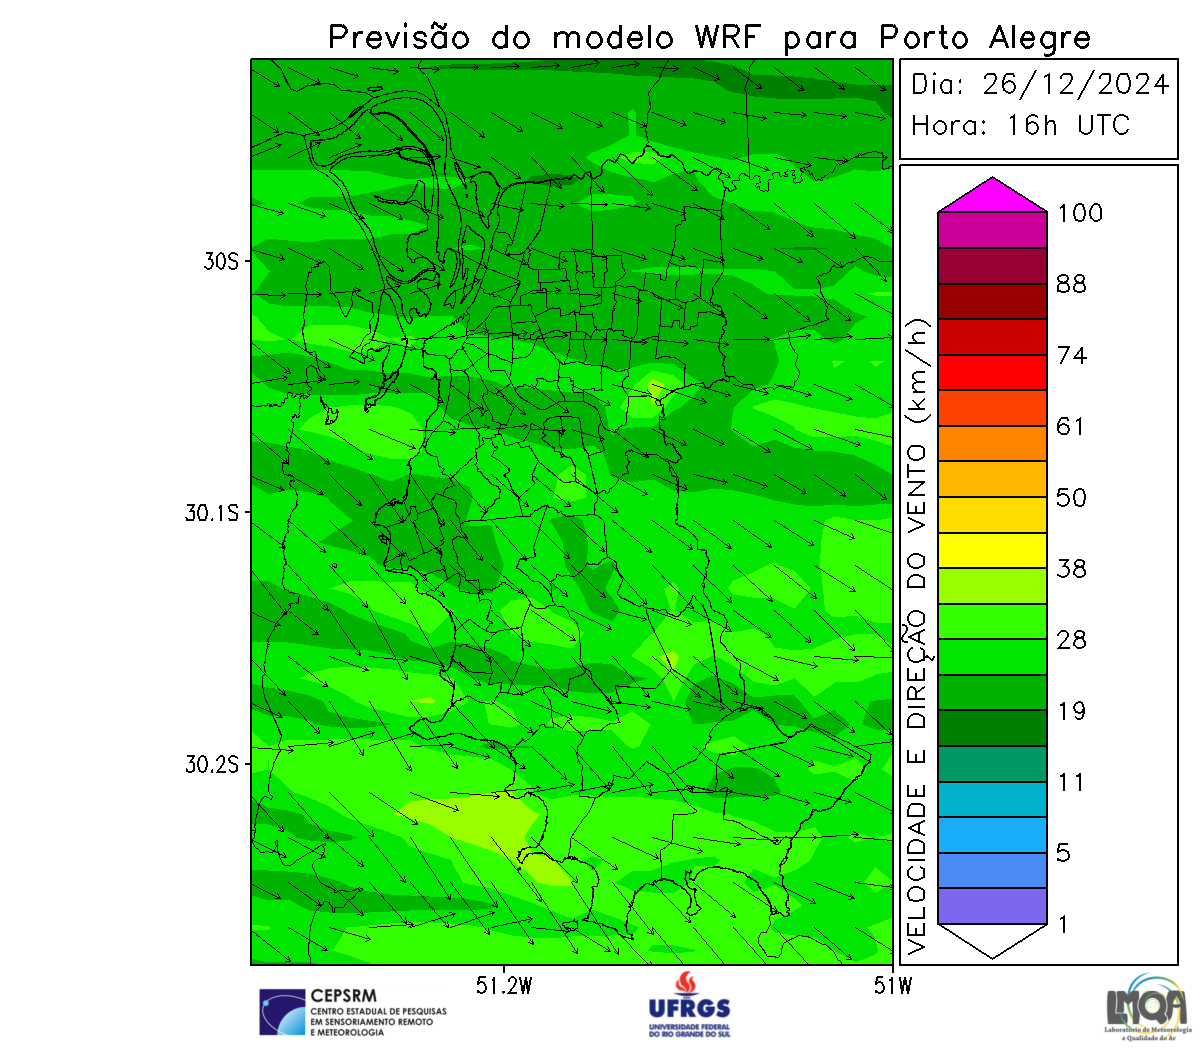 Previsão do modelo WRF para Porto Alegre
Dia: 26/12/2024
Hora: 16h UTC
100
88
74
61
50
38
28
19
11
5
1
VELOCIDADE E DIREÇÃO DO VENTO (km/h)
30S
30.1S
30.2S
51.2W
51W
CEPSRM
CENTRO ESTADUAL DE PESQUISAS
EM SENSORIAMENTO REMOTO
E METEOROLOGIA
UFRGS
UNIVERSIDADE FEDERAL
DO RIO GRANDE DO SUL
LMQA
Laboratório de Meteorologia
e Qualidade do Ar